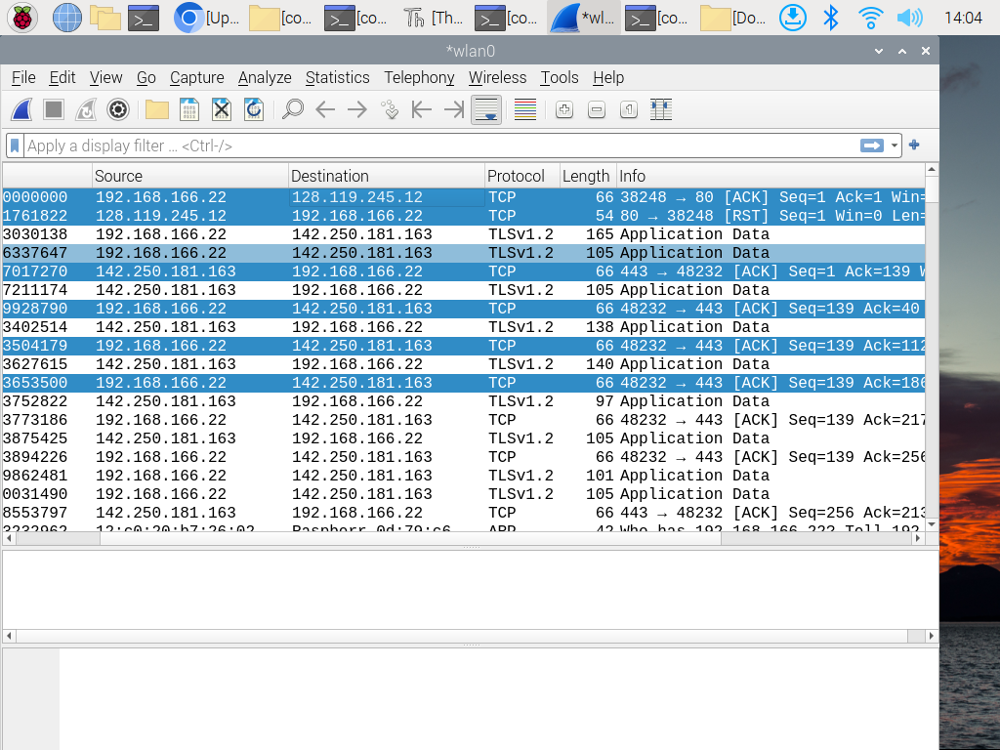 [Up... [co... [co... [Th... [co... *wl... [co... [Do... 14:04
*wlan0
File Edit View Go Capture Analyze Statistics Telephony Wireless Tools Help
Apply a display filter … <Ctrl-/>
Source Destination Protocol Length Info
0000000 192.168.166.22 128.119.245.12 TCP 66 38248 → 80 [ACK] Seq=1 Ack=1 Win=
1761822 128.119.245.12 192.168.166.22 TCP 54 80 → 38248 [RST] Seq=1 Win=0 Len=
3030138 192.168.166.22 142.250.181.163 TLSv1.2 165 Application Data
6337647 192.168.166.22 142.250.181.163 TLSv1.2 105 Application Data
7017270 142.250.181.163 192.168.166.22 TCP 66 443 → 48232 [ACK] Seq=1 Ack=139 W
7211174 142.250.181.163 192.168.166.22 TLSv1.2 105 Application Data
9928790 192.168.166.22 142.250.181.163 TCP 66 48232 → 443 [ACK] Seq=139 Ack=40
3402514 142.250.181.163 192.168.166.22 TLSv1.2 138 Application Data
3504179 192.168.166.22 142.250.181.163 TCP 66 48232 → 443 [ACK] Seq=139 Ack=112
3627615 142.250.181.163 192.168.166.22 TLSv1.2 140 Application Data
3653500 192.168.166.22 142.250.181.163 TCP 66 48232 → 443 [ACK] Seq=139 Ack=186
3752822 142.250.181.163 192.168.166.22 TLSv1.2 97 Application Data
3773186 192.168.166.22 142.250.181.163 TCP 66 48232 → 443 [ACK] Seq=139 Ack=217
3875425 142.250.181.163 192.168.166.22 TLSv1.2 105 Application Data
3894226 192.168.166.22 142.250.181.163 TCP 66 48232 → 443 [ACK] Seq=139 Ack=256
9862481 192.168.166.22 142.250.181.163 TLSv1.2 101 Application Data
0031490 192.168.166.22 142.250.181.163 TLSv1.2 105 Application Data
8553797 142.250.181.163 192.168.166.22 TCP 66 443 → 48232 [ACK] Seq=256 Ack=213
ARP 42 Who has Tell